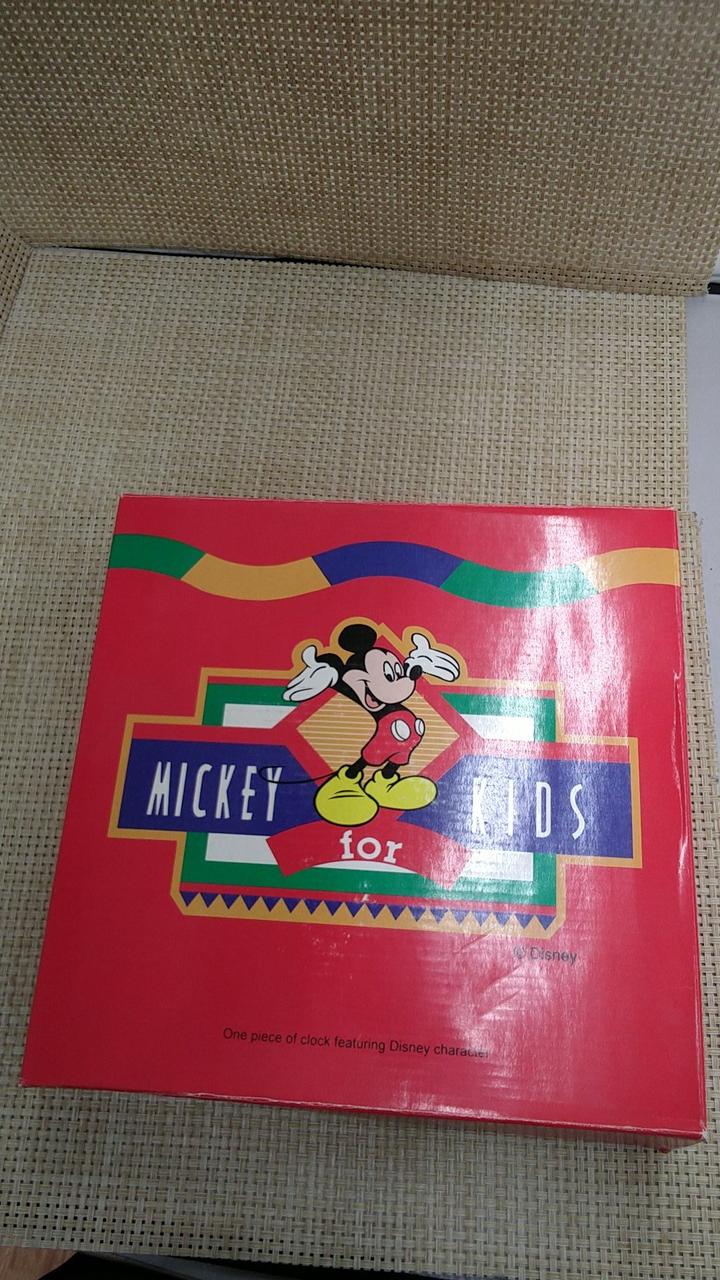 MICKEY KIDS
for
© Disney
One piece of clock featuring Disney character